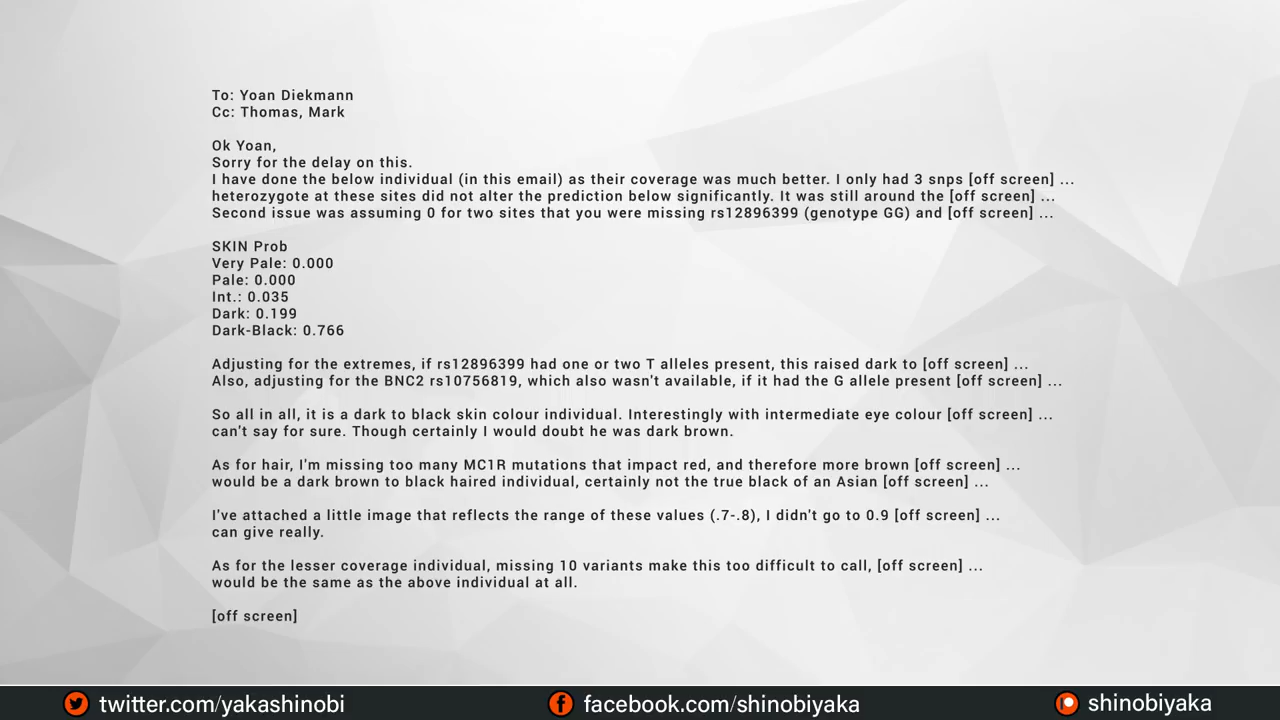 To: Yoan Diekmann
Cc: Thomas, Mark
Ok Yoan,
Sorry for the delay on this.
I have done the below individual (in this email) as their coverage was much better. I only had 3 snps [off screen] ...
heterozygote at these sites did not alter the prediction below significantly. It was still around the [off screen] ...
Second issue was assuming 0 for two sites that you were missing rs12896399 (genotype GG) and [off screen] ...
SKIN Prob
Very Pale: 0.000
Pale: 0.000
Int.: 0.035
Dark: 0.199
Dark-Black: 0.766
Adjusting for the extremes, if rs12896399 had one or two T alleles present, this raised dark to [off screen] ...
Also, adjusting for the BNC2 rs10756819, which also wasn't available, if it had the G allele present [off screen] ...
So all in all, it is a dark to black skin colour individual. Interestingly with intermediate eye colour [off screen] ...
can't say for sure. Though certainly I would doubt he was dark brown.
As for hair, I'm missing too many MC1R mutations that impact red, and therefore more brown [off screen] ...
would be a dark brown to black haired individual, certainly not the true black of an Asian [off screen] ...
I've attached a little image that reflects the range of these values (.7-.8), I didn't go to 0.9 [off screen] ...
can give really.
As for the lesser coverage individual, missing 10 variants make this too difficult to call, [off screen] ...
would be the same as the above individual at all.
[off screen]
twitter.com/yakashinobi
facebook.com/shinobiyaka
shinobiyaka